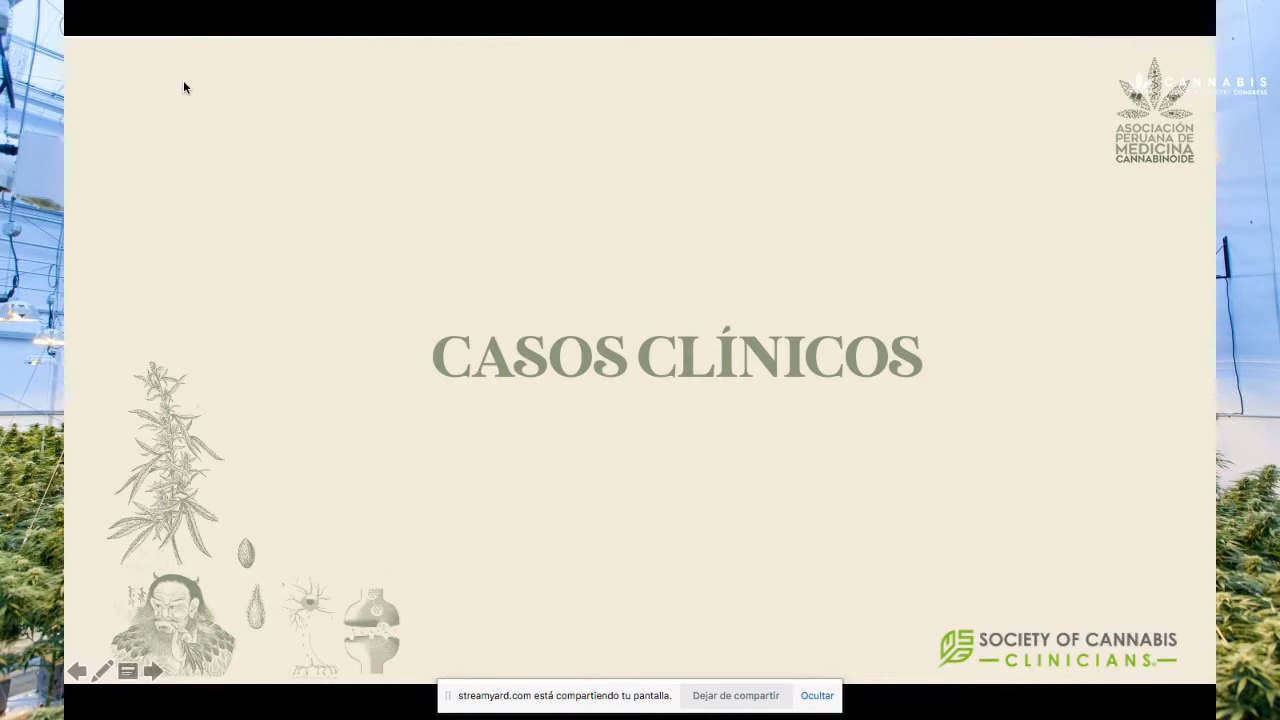 CANNABIS
CONGRESS
ASOCIACIÓN
PERUANA DE
MEDICINA
CANNABINOIDE
CASOS CLÍNICOS
SOCIETY OF CANNABIS
CLINICIANS
streamyard.com está compartiendo tu pantalla.
Dejar de compartir
Ocultar